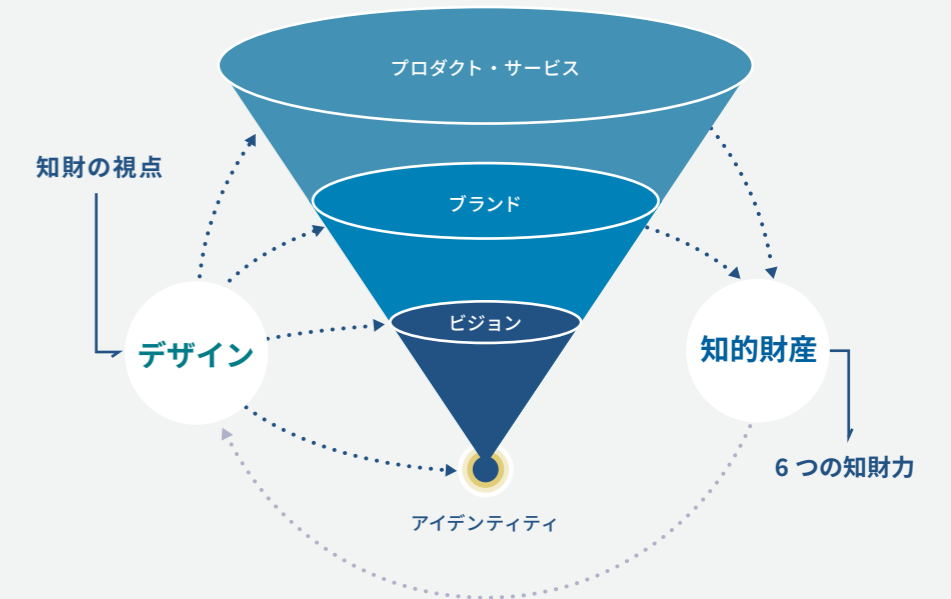 プロダクト・サービス
知財の視点
ブランド
ビジョン
デザイン
知的財産
6つの知財力
アイデンティティ